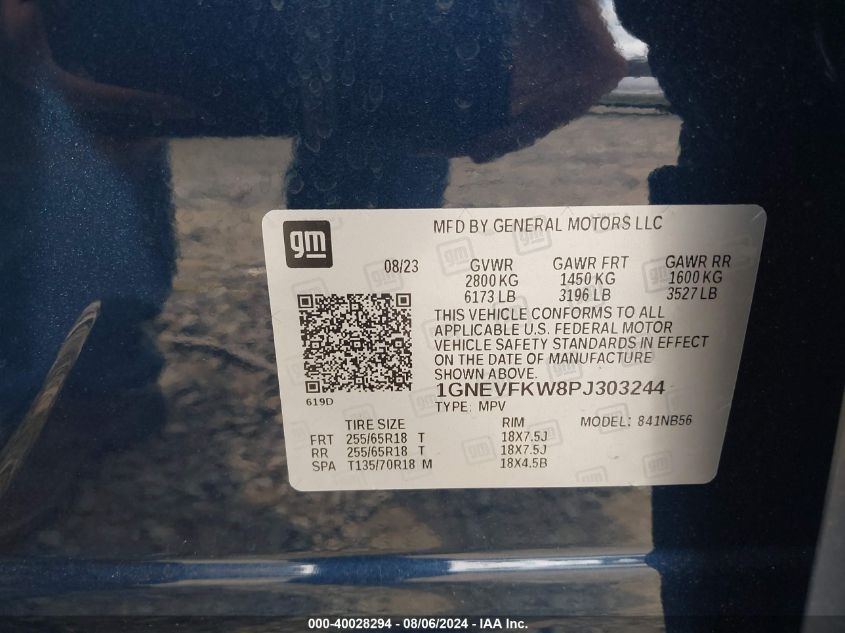 MFD BY GENERAL MOTORS LLC
gm
08/23 GVWR GAWR FRT GAWR RR
2800 KG 1450 KG 1600 KG
6173 LB 3196 LB 3527 LB
THIS VEHICLE CONFORMS TO ALL
APPLICABLE U.S. FEDERAL MOTOR
VEHICLE SAFETY STANDARDS IN EFFECT
ON THE DATE OF MANUFACTURE
SHOWN ABOVE.
1GNEVFKW8PJ303244
619D
TYPE: MPV MODEL: 841NB56
TIRE SIZE RIM
FRT 255/65R18 T 18X7.5J
RR 255/65R18 T 18X7.5J
SPA T135/70R18 M 18X4.5B
000-40028294 - 08/06/2024 - IAA Inc.